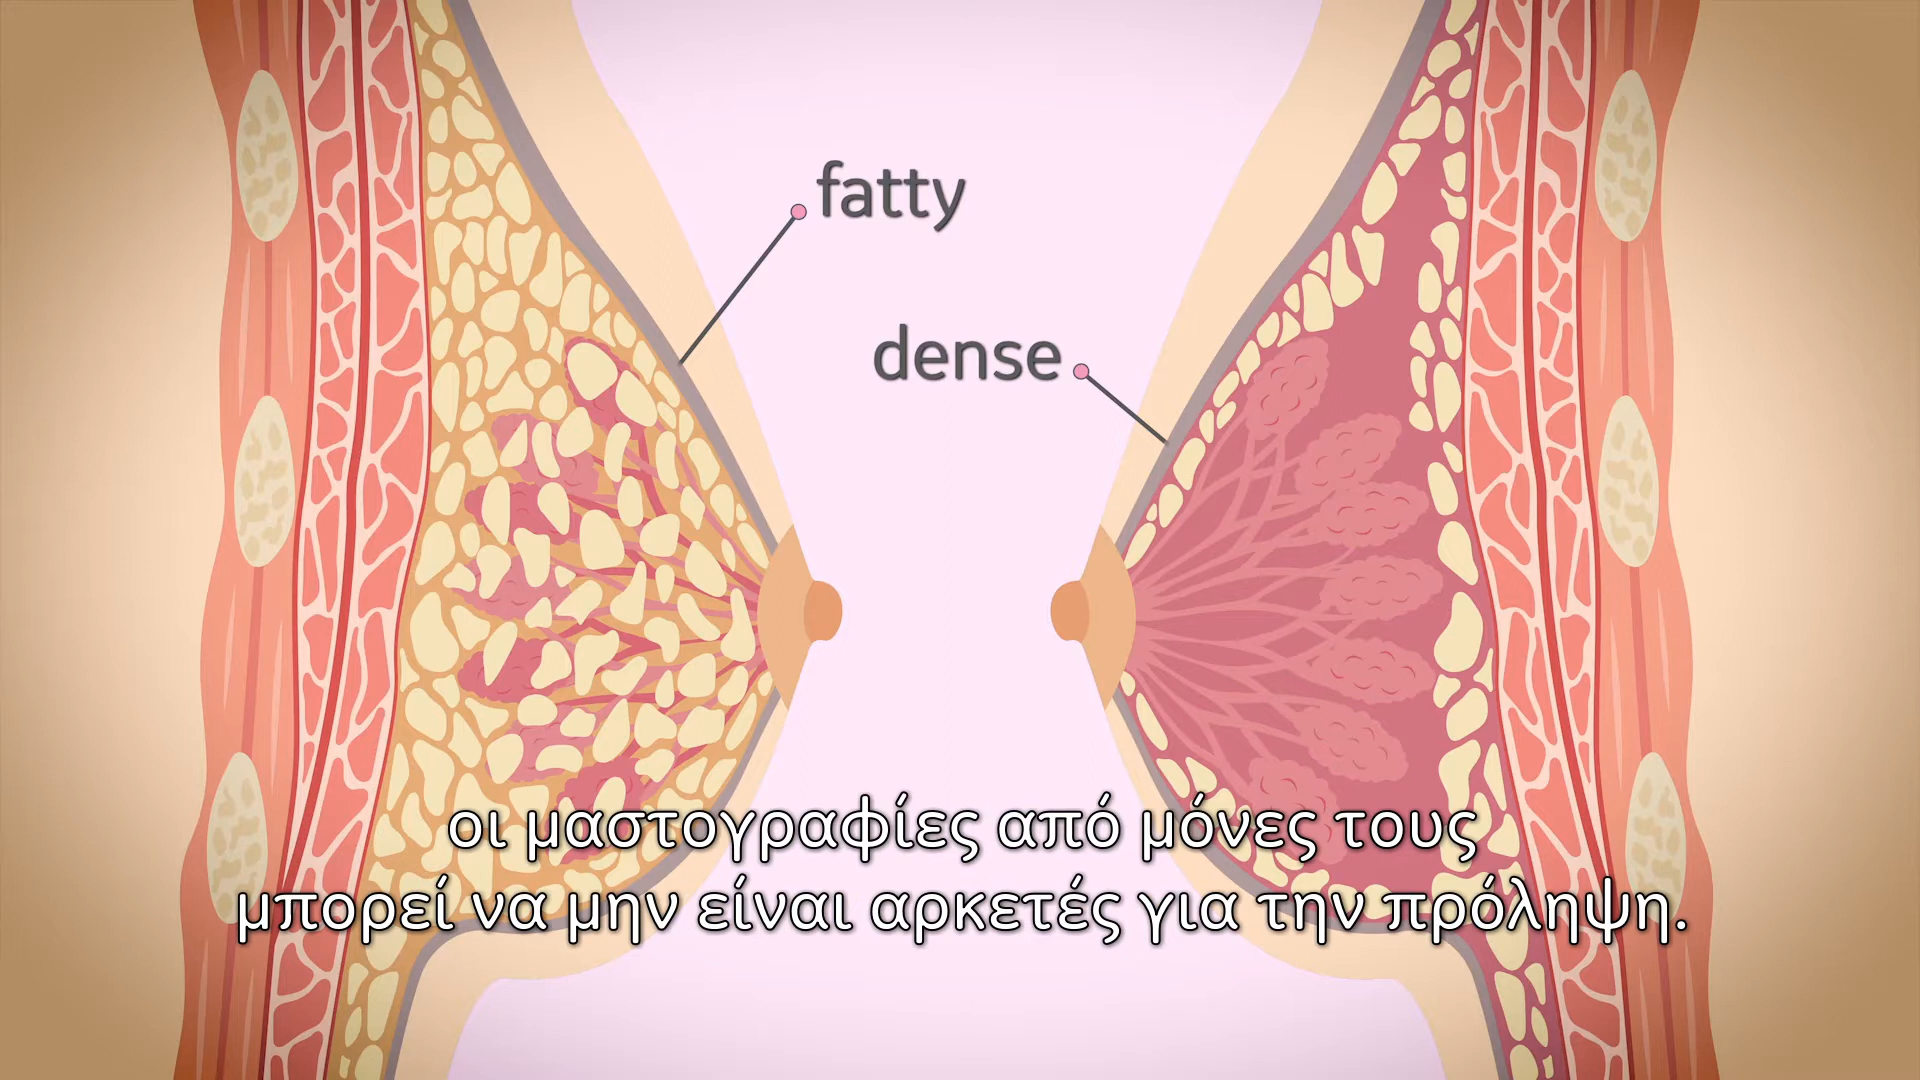 fatty
dense
οι μαστογραφίες από μόνες τους
μπορεί να μην είναι αρκετές για την πρόληψη.